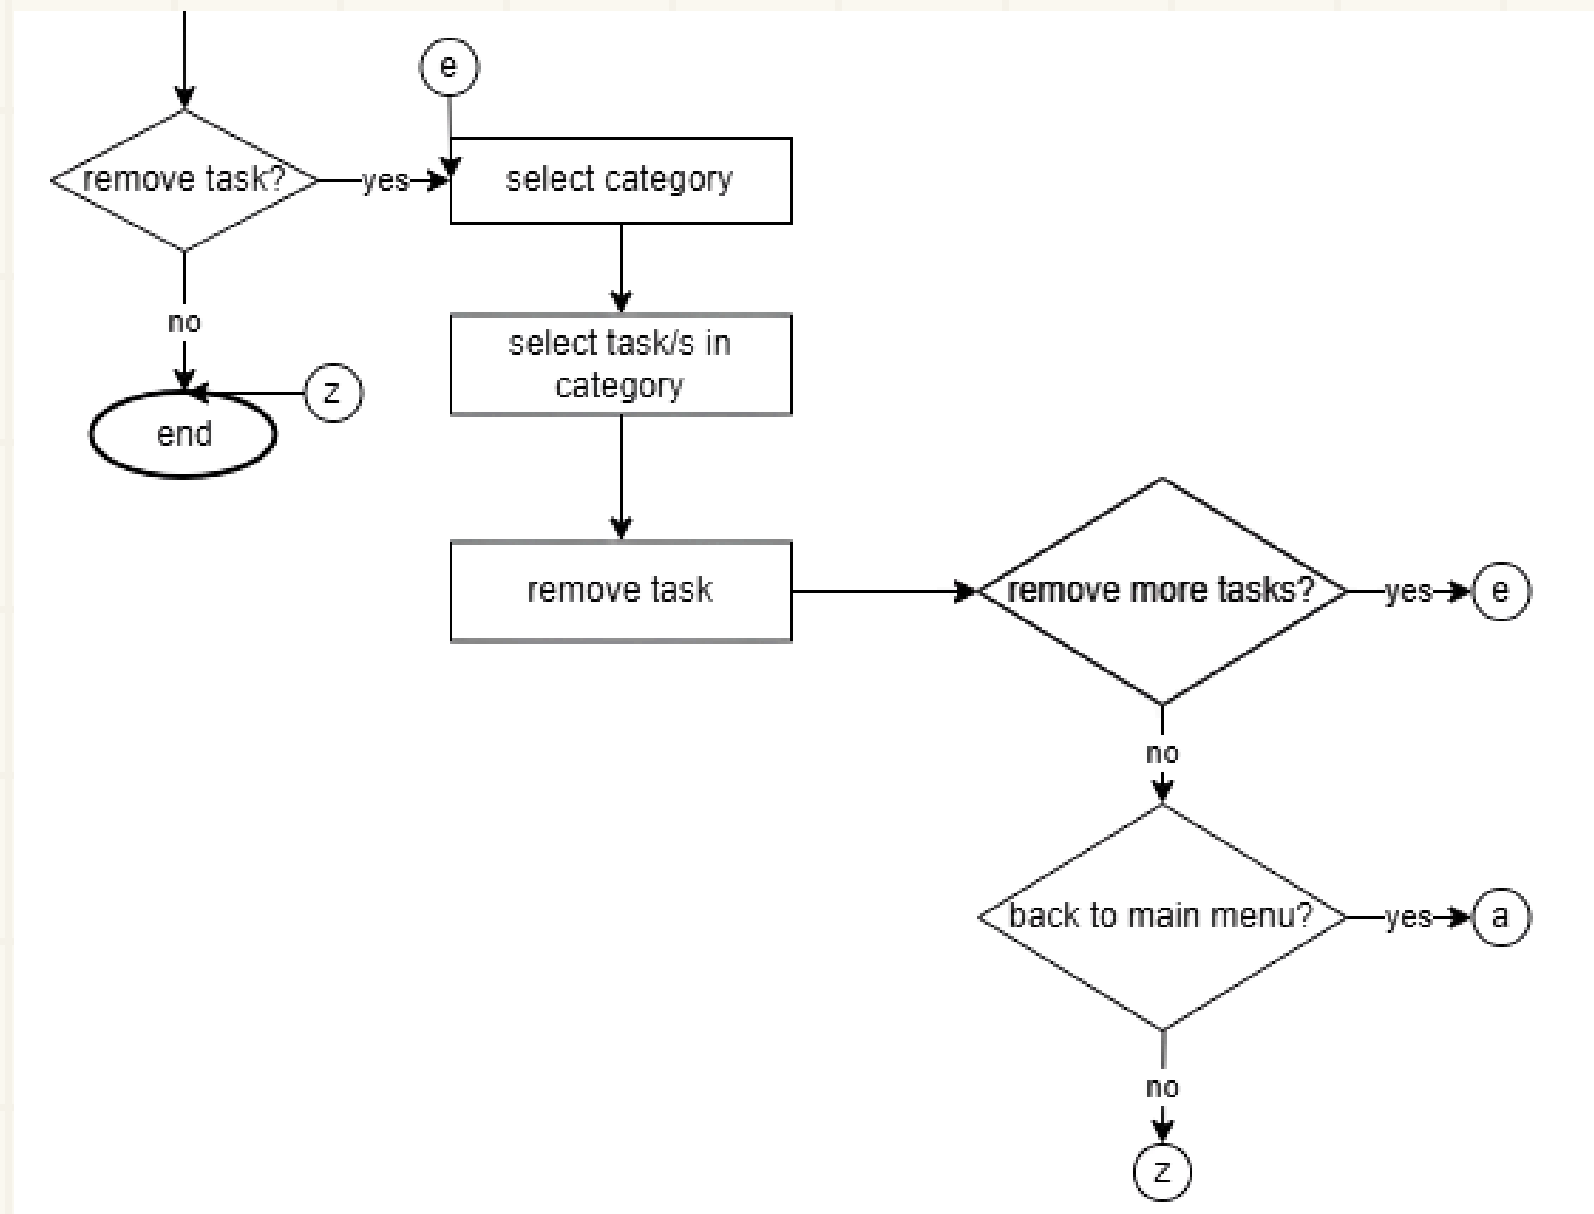 e
remove task?
yes
select category
no
select task/s in
category
z
end
remove task
remove more tasks?
yes
e
no
back to main menu?
yes
a
no
z